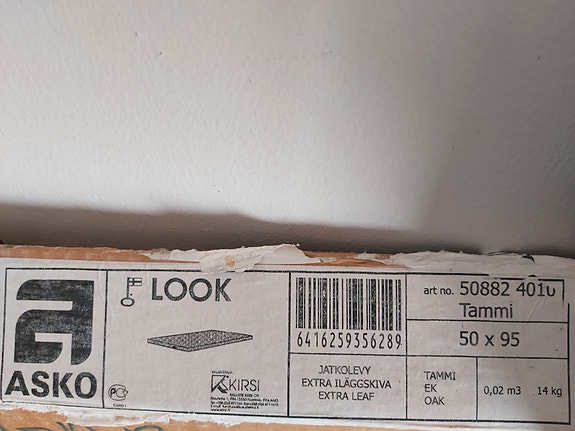 ASKO
LOOK
KIRSI
6416259356289
JATKOLEVY
EXTRA ILÄGGSKIVA
EXTRA LEAF
art no. 50882 4010
Tammi
50 x 95
TAMMI
EK
OAK
0,02 m3 14 kg